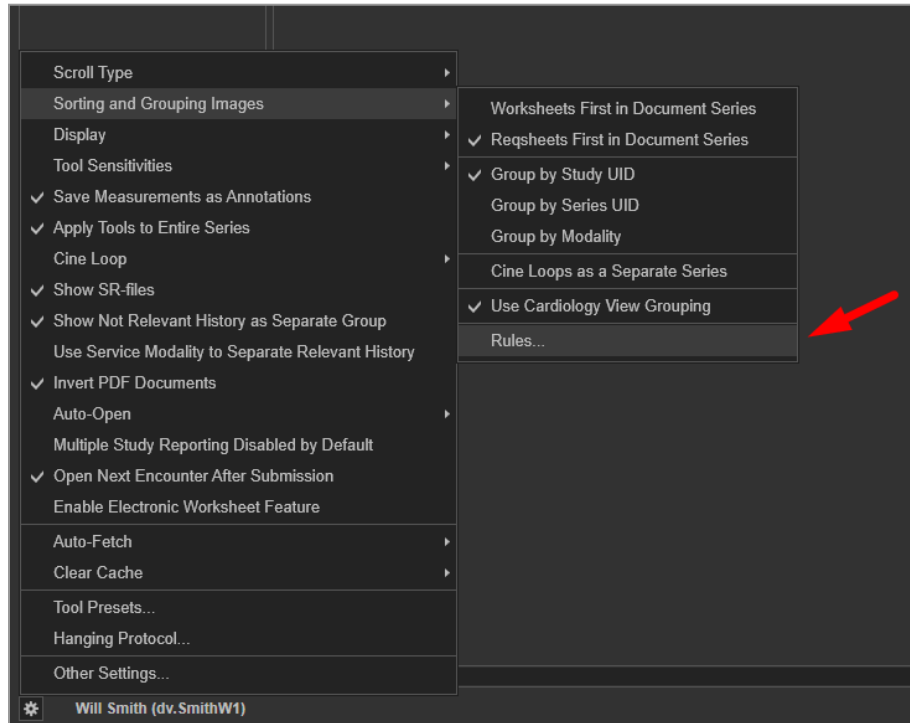 Scroll Type
Sorting and Grouping Images
Display
Tool Sensitivities
Save Measurements as Annotations
Apply Tools to Entire Series
Cine Loop
Show SR-files
Show Not Relevant History as Separate Group
Use Service Modality to Separate Relevant History
Invert PDF Documents
Auto-Open
Multiple Study Reporting Disabled by Default
Open Next Encounter After Submission
Enable Electronic Worksheet Feature
Auto-Fetch
Clear Cache
Tool Presets...
Hanging Protocol...
Other Settings...
Worksheets First in Document Series
Reqsheets First in Document Series
Group by Study UID
Group by Series UID
Group by Modality
Cine Loops as a Separate Series
Use Cardiology View Grouping
Rules...
Will Smith (dv.SmithW1)